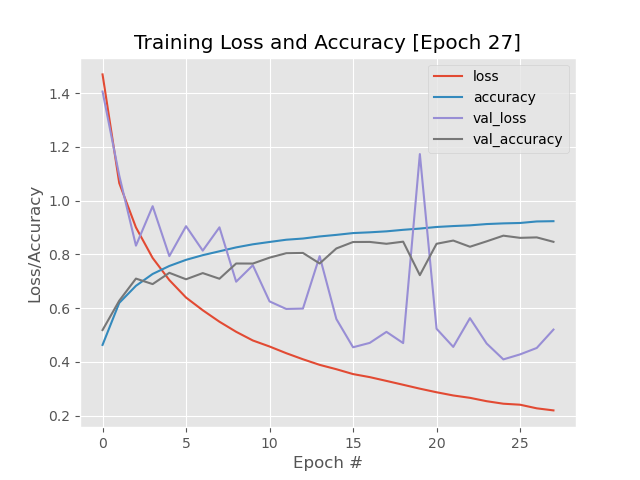 Training Loss and Accuracy [Epoch 27]
loss
accuracy
val_loss
val_accuracy
1.4
1.2
1.0
0.8
0.6
0.4
0.2
Loss/Accuracy
0 5 10 15 20 25
Epoch #